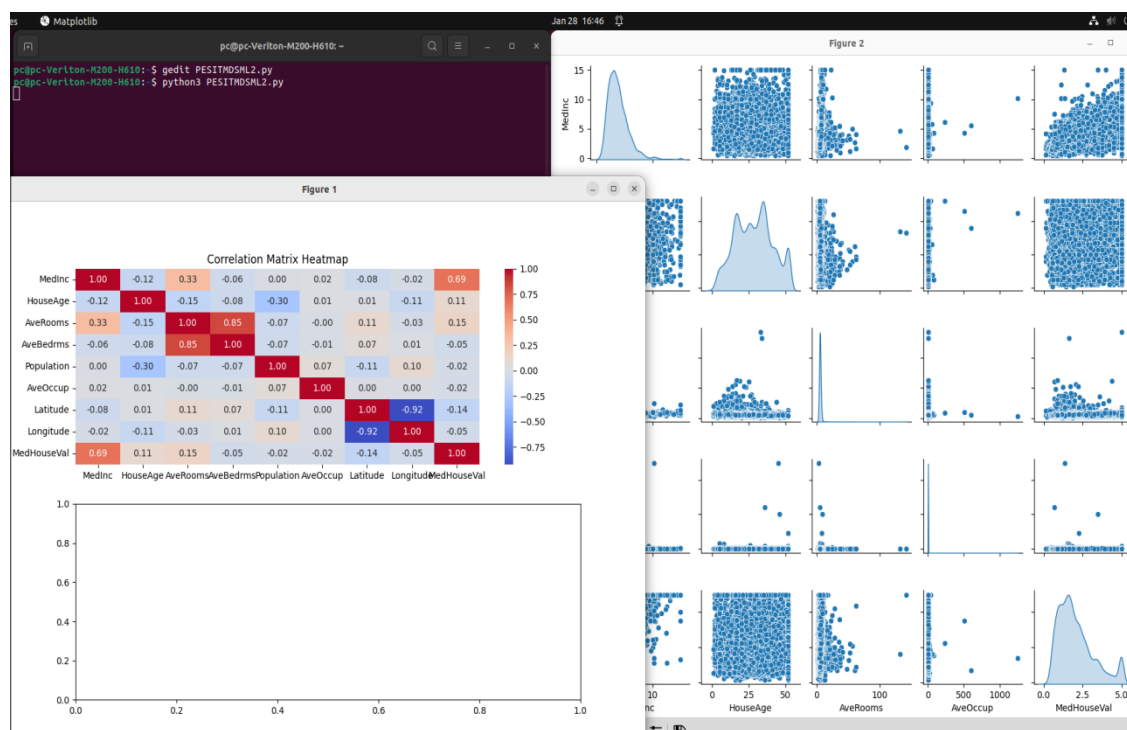 es Matplotlib Jan 28 16:46
pc@pc-Veriton-M200-H610: ~
pc@pc-Veriton-M200-H610:~$ gedit PESITMDSML2.py
pc@pc-Veriton-M200-H610:~$ python3 PESITMDSML2.py
Figure 1
Correlation Matrix Heatmap
MedInc 1.00 -0.12 0.33 -0.06 0.00 0.02 -0.08 -0.02 0.69
HouseAge -0.12 1.00 -0.15 -0.08 -0.30 0.01 0.01 -0.11 0.11
AveRooms 0.33 -0.15 1.00 0.85 -0.07 -0.00 0.11 -0.03 0.15
AveBedrms -0.06 -0.08 0.85 1.00 -0.07 -0.01 0.07 0.01 -0.05
Population 0.00 -0.30 -0.07 -0.07 1.00 0.07 -0.11 0.10 -0.02
AveOccup 0.02 0.01 -0.00 -0.01 0.07 1.00 0.00 0.00 -0.02
Latitude -0.08 0.01 0.11 0.07 -0.11 0.00 1.00 -0.92 -0.14
Longitude -0.02 -0.11 -0.03 0.01 0.10 0.00 -0.92 1.00 -0.05
MedHouseVal 0.69 0.11 0.15 -0.05 -0.02 -0.02 -0.14 -0.05 1.00
MedInc HouseAge AveRooms AveBedrms Population AveOccup Latitude Longitude MedHouseVal
1.00
0.75
0.50
0.25
0.00
−0.25
−0.50
−0.75
1.0
0.8
0.6
0.4
0.2
0.0
0.0 0.2 0.4 0.6 0.8 1.0
Figure 2
MedInc
15
10
5
0
10 0 25 50 0 100 0 500 1000 0.0 2.5 5.0
nc HouseAge AveRooms AveOccup MedHouseVal